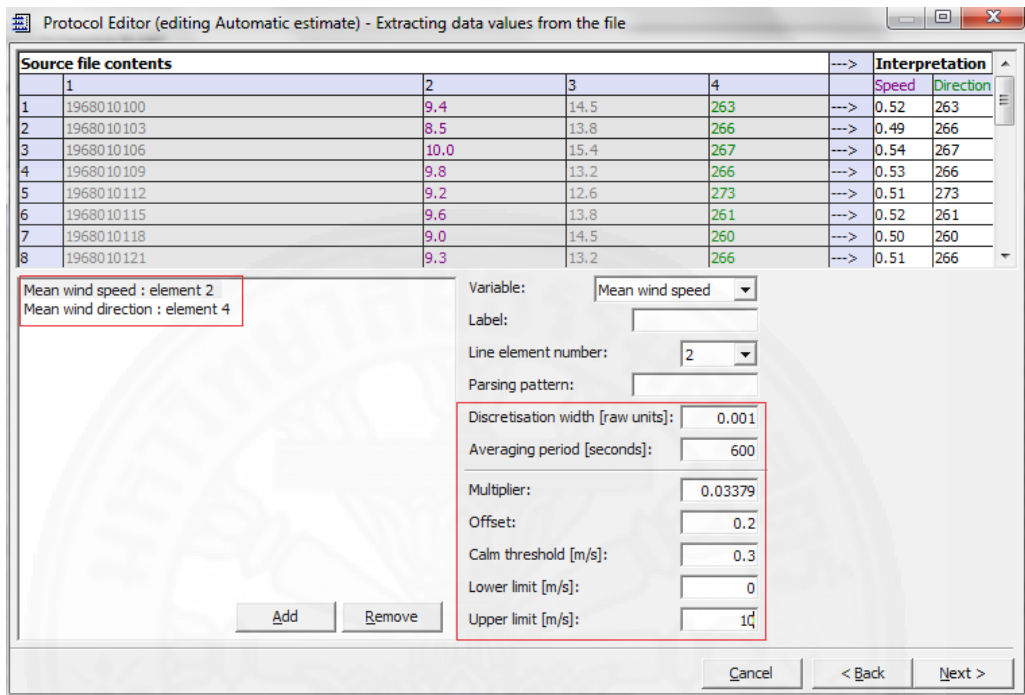 Protocol Editor (editing Automatic estimate) - Extracting data values from the file
Source file contents ---> Interpretation
1 2 3 4 Speed Direction
1 1968010100 9.4 14.5 263 ---> 0.52 263
2 1968010103 8.5 13.8 266 ---> 0.49 266
3 1968010106 10.0 15.4 267 ---> 0.54 267
4 1968010109 9.8 13.2 266 ---> 0.53 266
5 1968010112 9.2 12.6 273 ---> 0.51 273
6 1968010115 9.6 13.8 261 ---> 0.52 261
7 1968010118 9.0 14.5 260 ---> 0.50 260
8 1968010121 9.3 13.2 266 ---> 0.51 266
Mean wind speed : element 2
Mean wind direction : element 4
Add Remove
Variable: Mean wind speed
Label:
Line element number: 2
Parsing pattern:
Discretisation width [raw units]: 0.001
Averaging period [seconds]: 600
Multiplier: 0.03379
Offset: 0.2
Calm threshold [m/s]: 0.3
Lower limit [m/s]: 0
Upper limit [m/s]: 10
Cancel < Back Next >